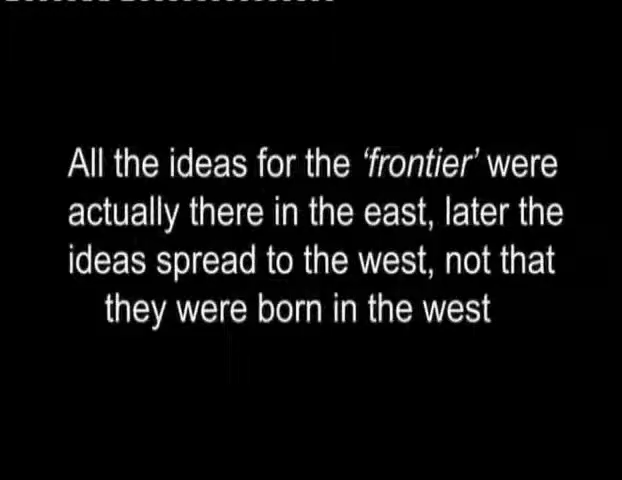 All the ideas for the ‘frontier’ were
actually there in the east, later the
ideas spread to the west, not that
they were born in the west